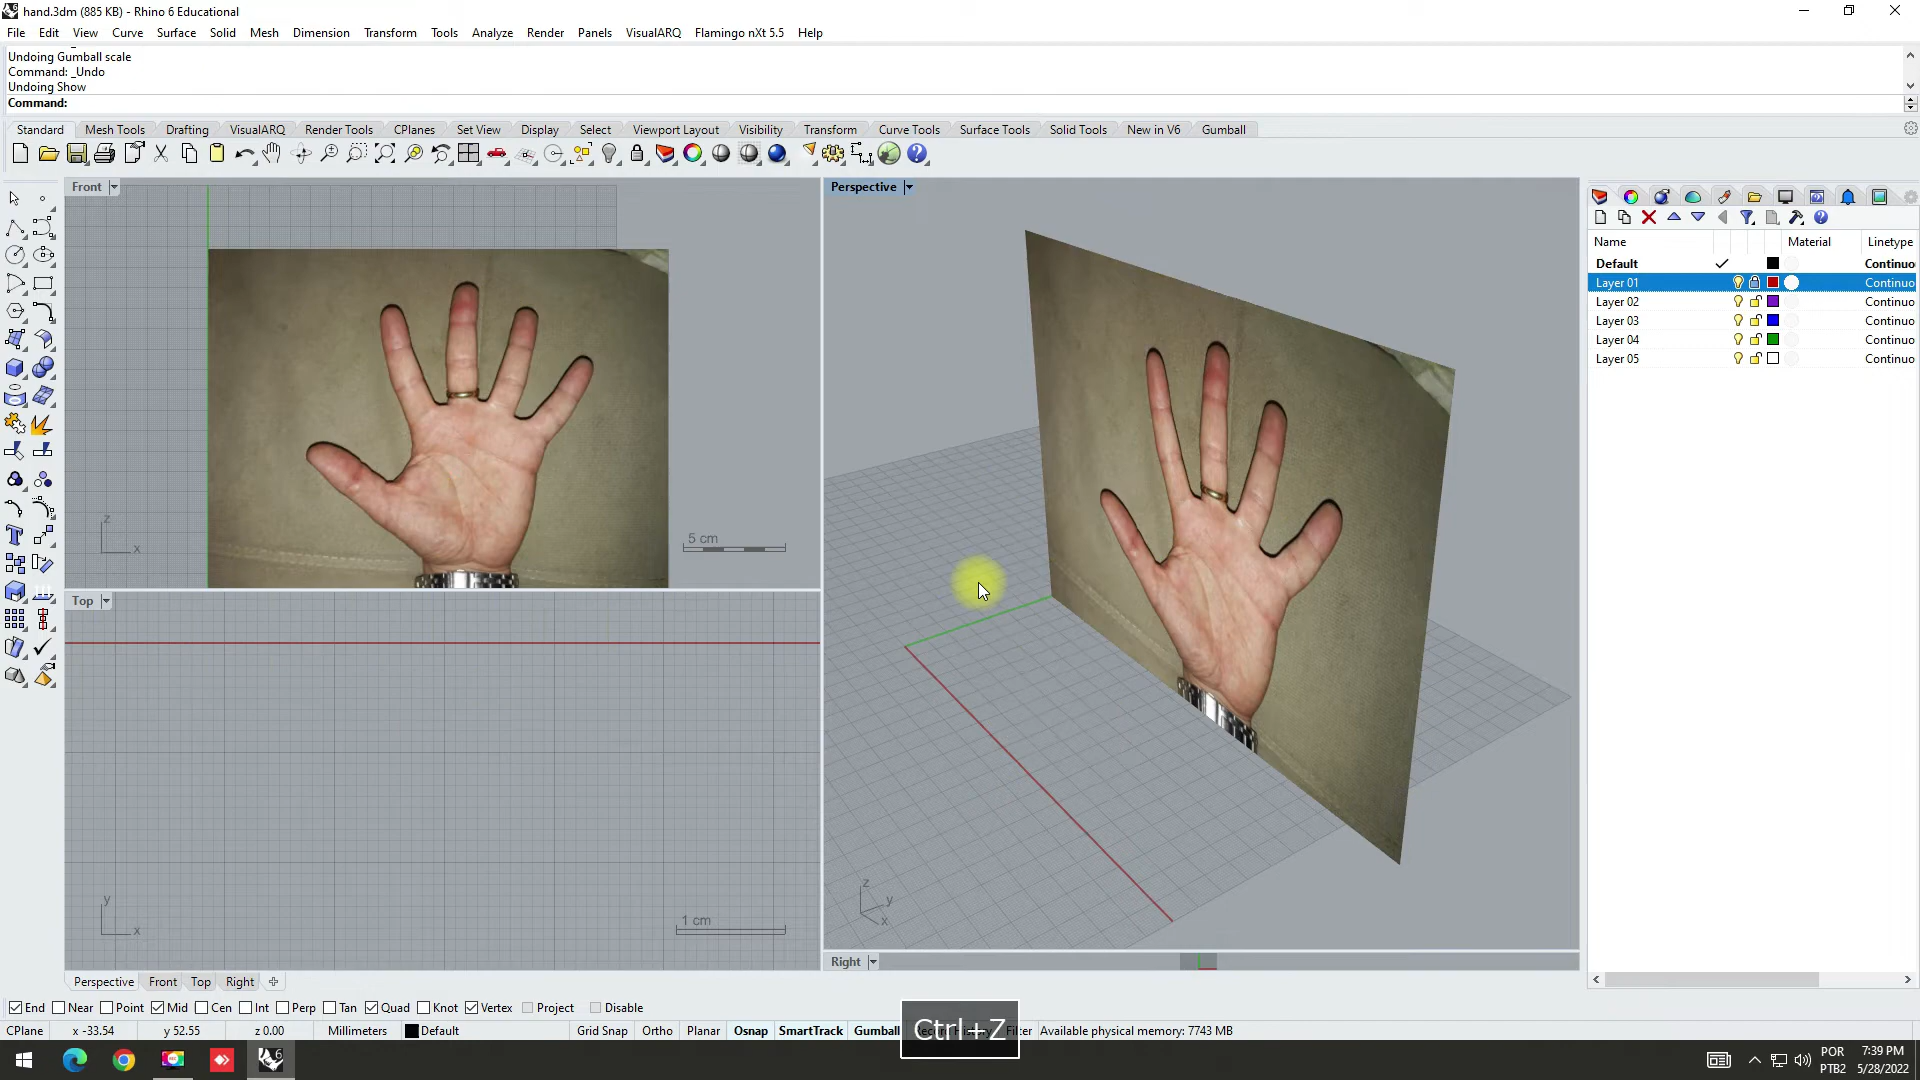 hand.3dm (885 KB) - Rhino 6 Educational
File Edit View Curve Surface Solid Mesh Dimension Transform Tools Analyze Render Panels VisualARQ Flamingo nXt 5.5 Help
Undoing Gumball scale
Command: _Undo
Undoing Show
Command:
Standard Mesh Tools Drafting VisualARQ Render Tools CPlanes Set View Display Select Viewport Layout Visibility Transform Curve Tools Surface Tools Solid Tools New in V6 Gumball
Front
Perspective
Name Material Linetype
Default Continuo
Layer 01 Continuo
Layer 02 Continuo
Layer 03 Continuo
Layer 04 Continuo
Layer 05 Continuo
z
x
5 cm
Top
y
x
1 cm
z
y
x
Right
Perspective Front Top Right
End Near Point Mid Cen Int Perp Tan Quad Knot Vertex Project Disable
CPlane x -33.54 y 52.55 z 0.00 Millimeters Default Grid Snap Ortho Planar Osnap SmartTrack Gumball Filter Available physical memory: 7743 MB
Ctrl+Z
POR
PTB2
7:39 PM
5/28/2022